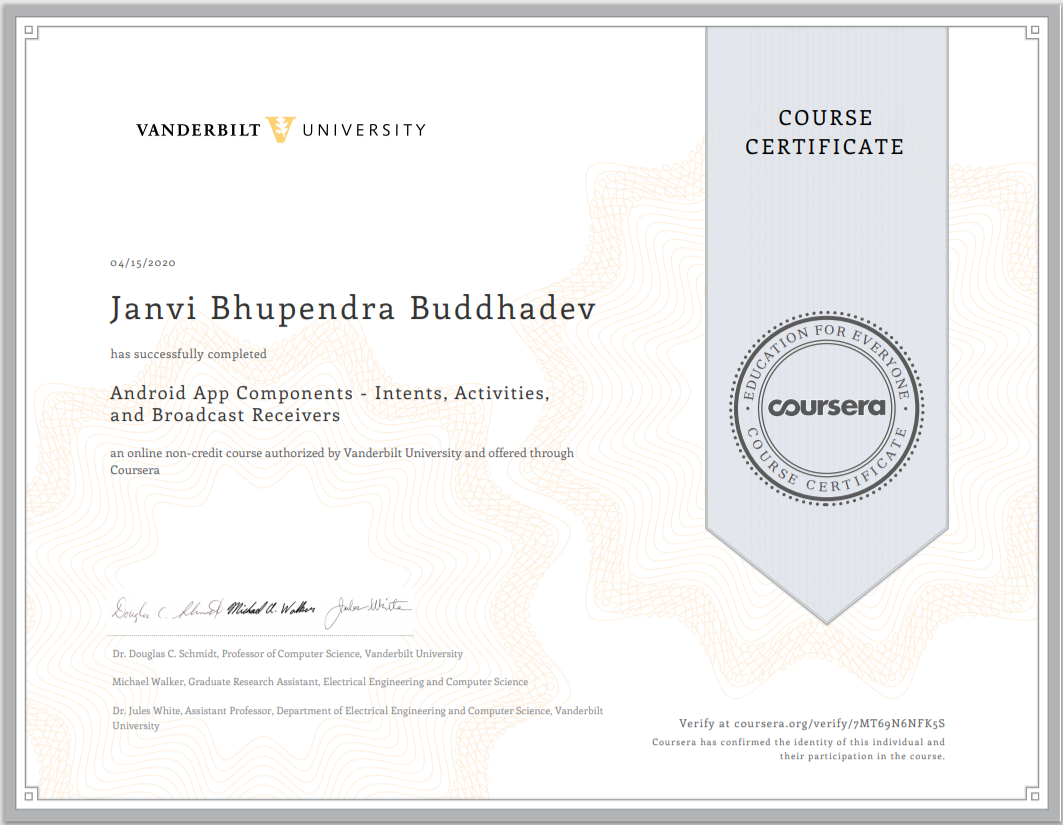 VANDERBILT UNIVERSITY
COURSE
CERTIFICATE
04/15/2020
Janvi Bhupendra Buddhadev
has successfully completed
Android App Components - Intents, Activities,
and Broadcast Receivers
an online non-credit course authorized by Vanderbilt University and offered through
Coursera
EDUCATION FOR EVERYONE
coursera
COURSE CERTIFICATE
Douglas C. Schmidt Michael A. Walker Jules White
Dr. Douglas C. Schmidt, Professor of Computer Science, Vanderbilt University
Michael Walker, Graduate Research Assistant, Electrical Engineering and Computer Science
Dr. Jules White, Assistant Professor, Department of Electrical Engineering and Computer Science, Vanderbilt
University
Verify at coursera.org/verify/7MT69N6NFK5S
Coursera has confirmed the identity of this individual and
their participation in the course.